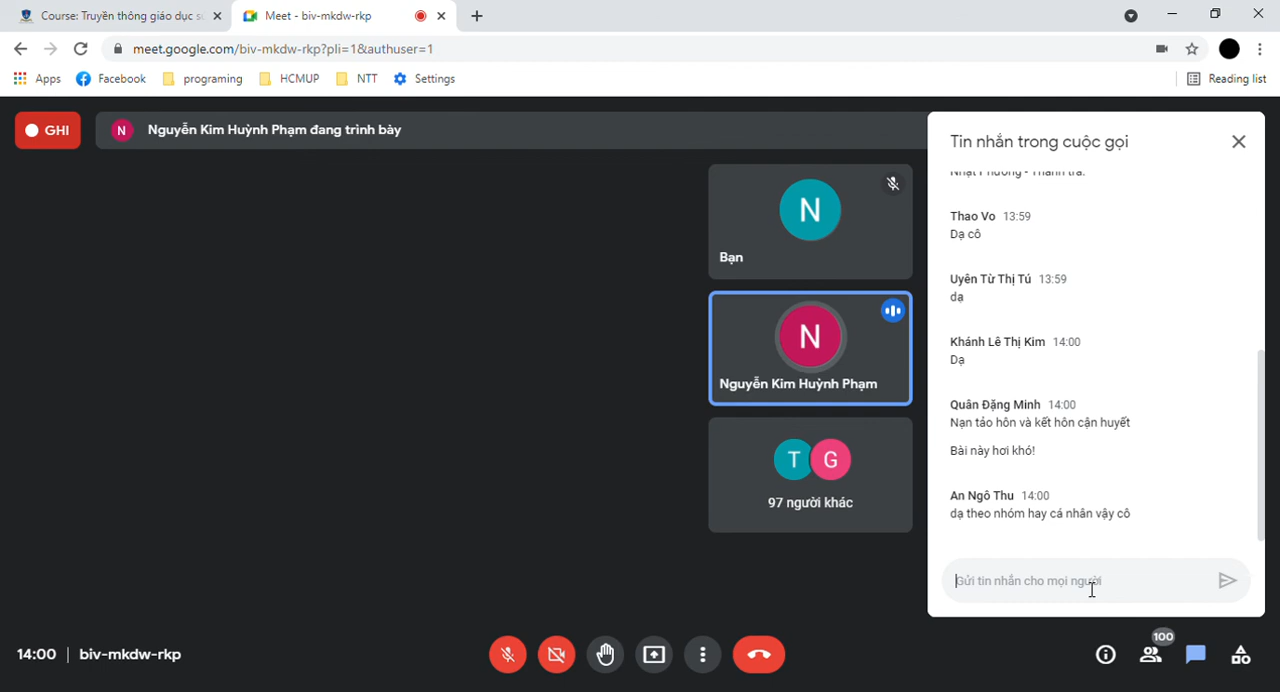 Course: Truyền thông giáo dục sứ
Meet - biv-mkdw-rkp
meet.google.com/biv-mkdw-rkp?pli=1&authuser=1
Apps
Facebook
programing
HCMUP
NTT
Settings
Reading list
GHI
N
Nguyễn Kim Huỳnh Phạm đang trình bày
N
Bạn
N
Nguyễn Kim Huỳnh Phạm
T G
97 người khác
Tin nhắn trong cuộc gọi
Nhật Phương - Thanh tra.
Thao Vo 13:59
Dạ cô
Uyên Từ Thị Tú 13:59
dạ
Khánh Lê Thị Kim 14:00
Dạ
Quân Đặng Minh 14:00
Nạn tảo hôn và kết hôn cận huyết
Bài này hơi khó!
An Ngô Thu 14:00
dạ theo nhóm hay cá nhân vậy cô
Gửi tin nhắn cho mọi người
14:00 | biv-mkdw-rkp
100